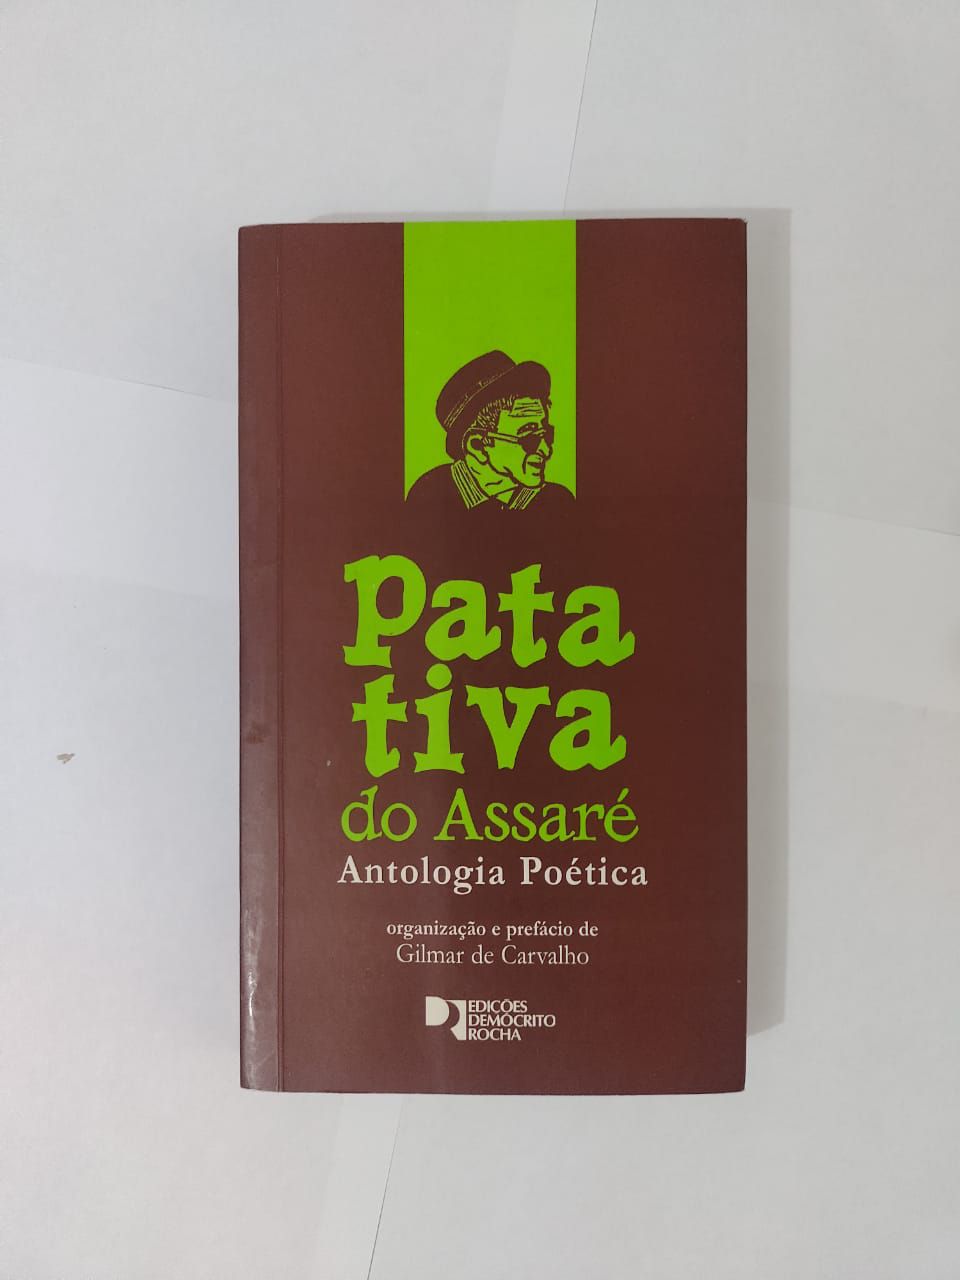 Pata
tiva
do Assaré
Antologia Poética
organização e prefácio de
Gilmar de Carvalho
EDIÇÕES
DEMÓCRITO
ROCHA